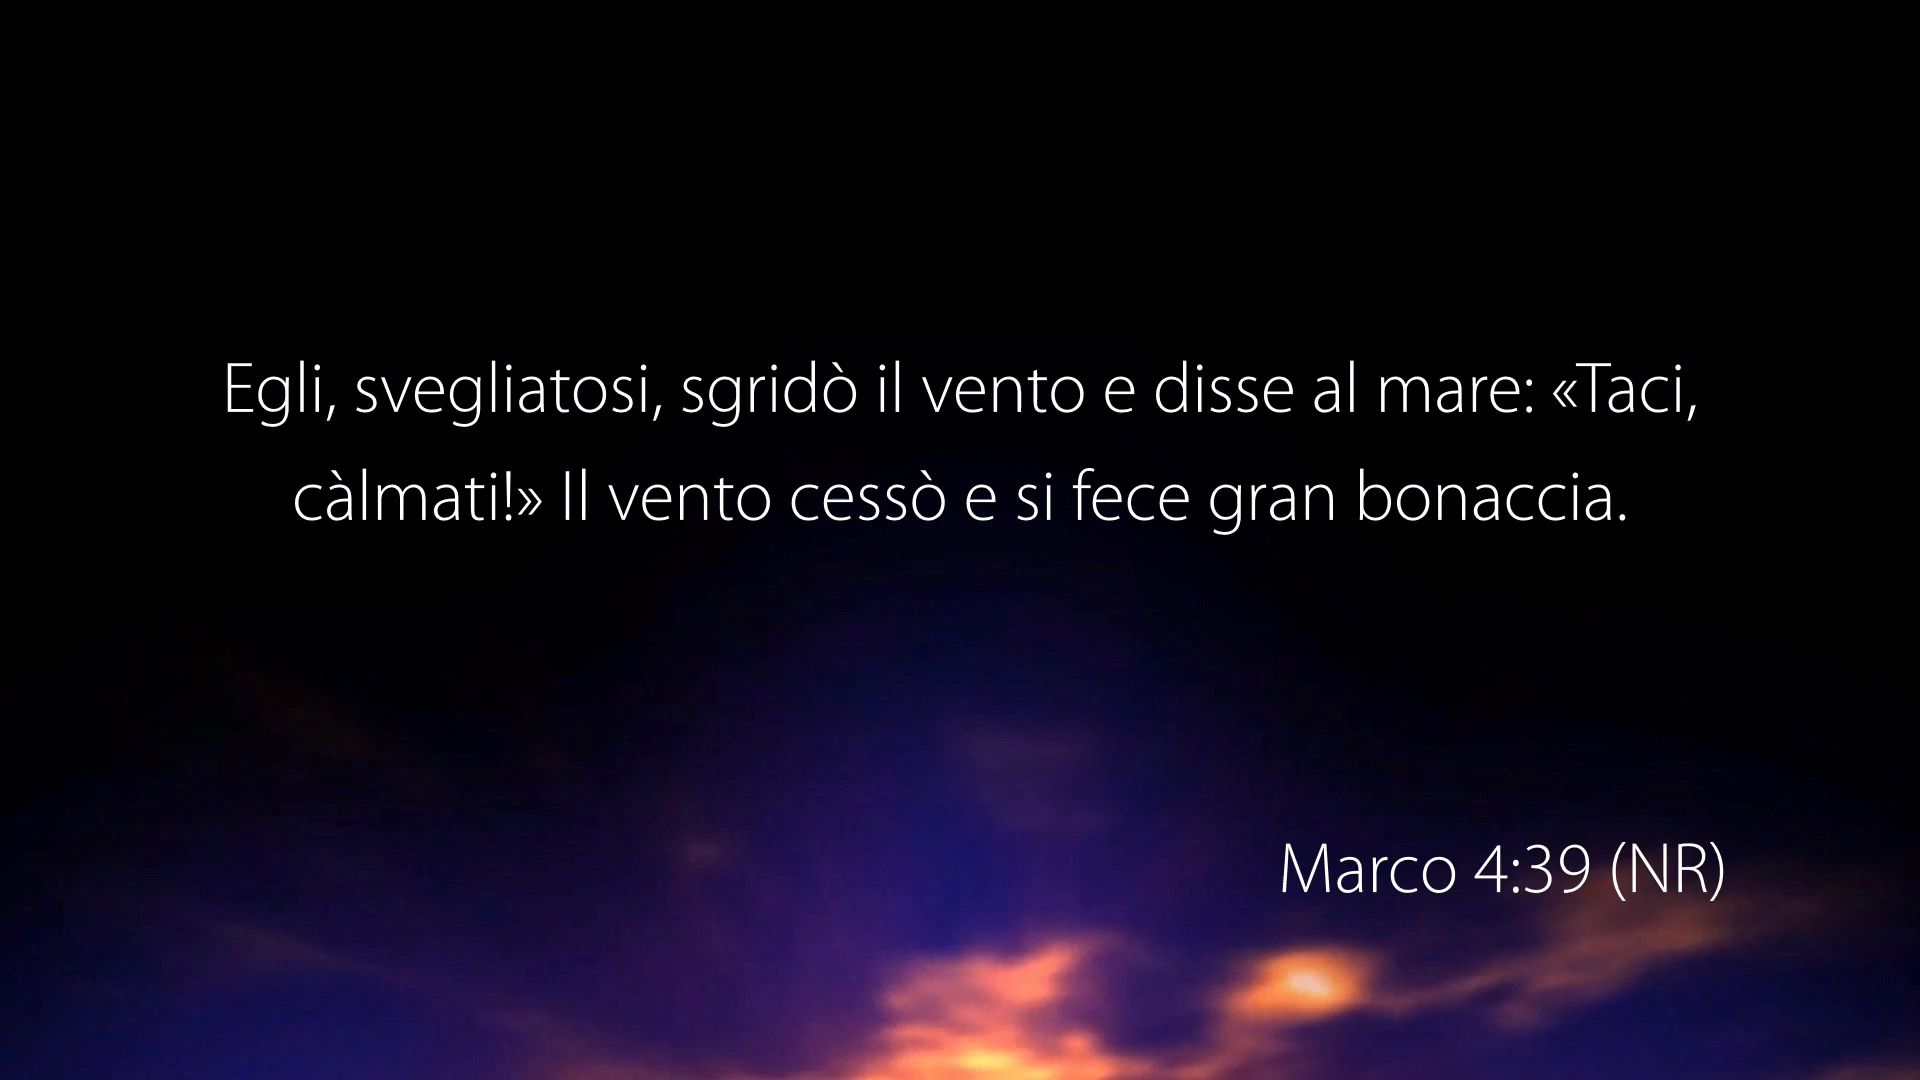 Egli, svegliatosi, sgridò il vento e disse al mare: «Taci,
càlmati!» Il vento cessò e si fece gran bonaccia.
Marco 4:39 (NR)